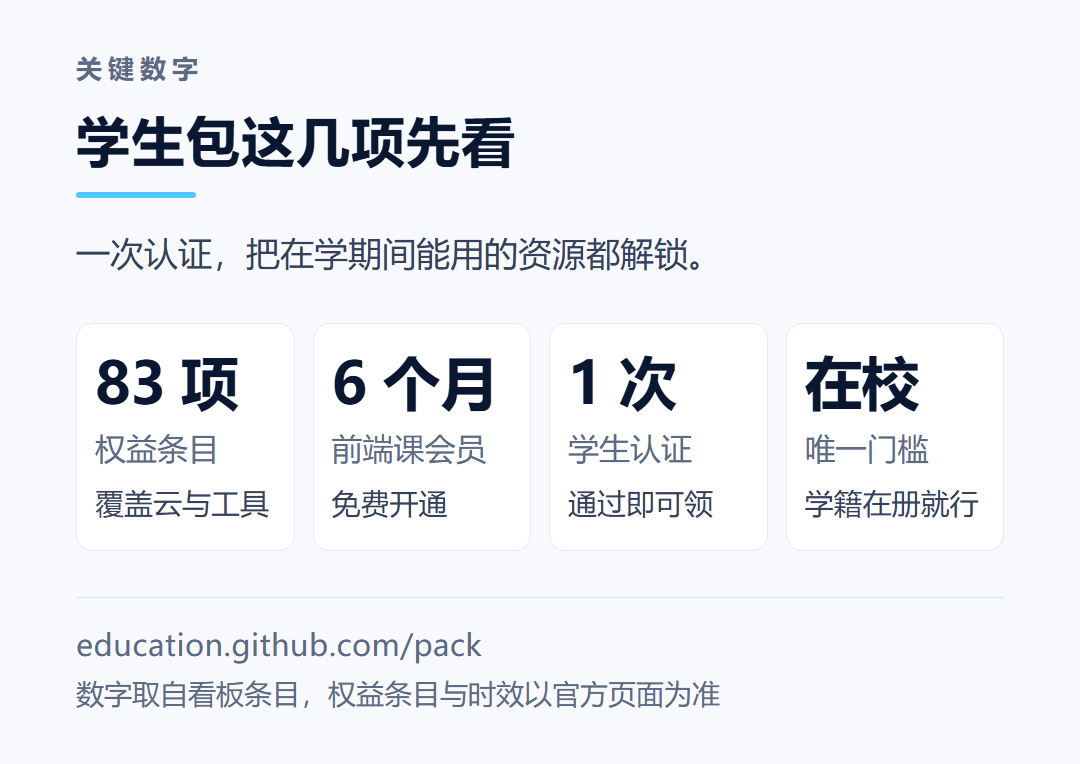 关键数字
学生包这几项先看
一次认证，把在学期间能用的资源都解锁。
83 项
权益条目
覆盖云与工具
6 个月
前端课会员
免费开通
1 次
学生认证
通过即可领
在校
唯一门槛
学籍在册就行
education.github.com/pack
数字取自看板条目，权益条目与时效以官方页面为准